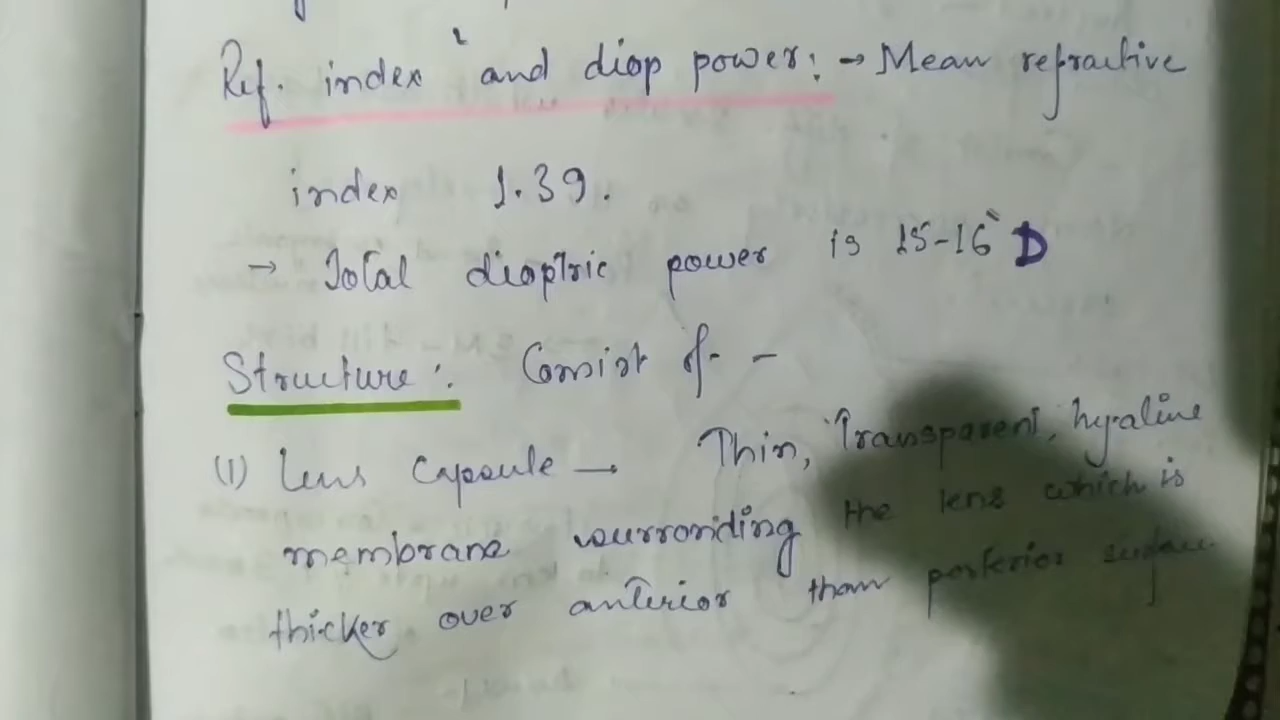 Ref. index and diop power: → Mean refractive
index 1.39.
→ Total dioptric power is 15-16 D
Structure: Consist of -
(1) Lens Capsule → Thin, Transparent, hyaline
membrane surronding the lens which is
thicker over anterior than posterior surface.